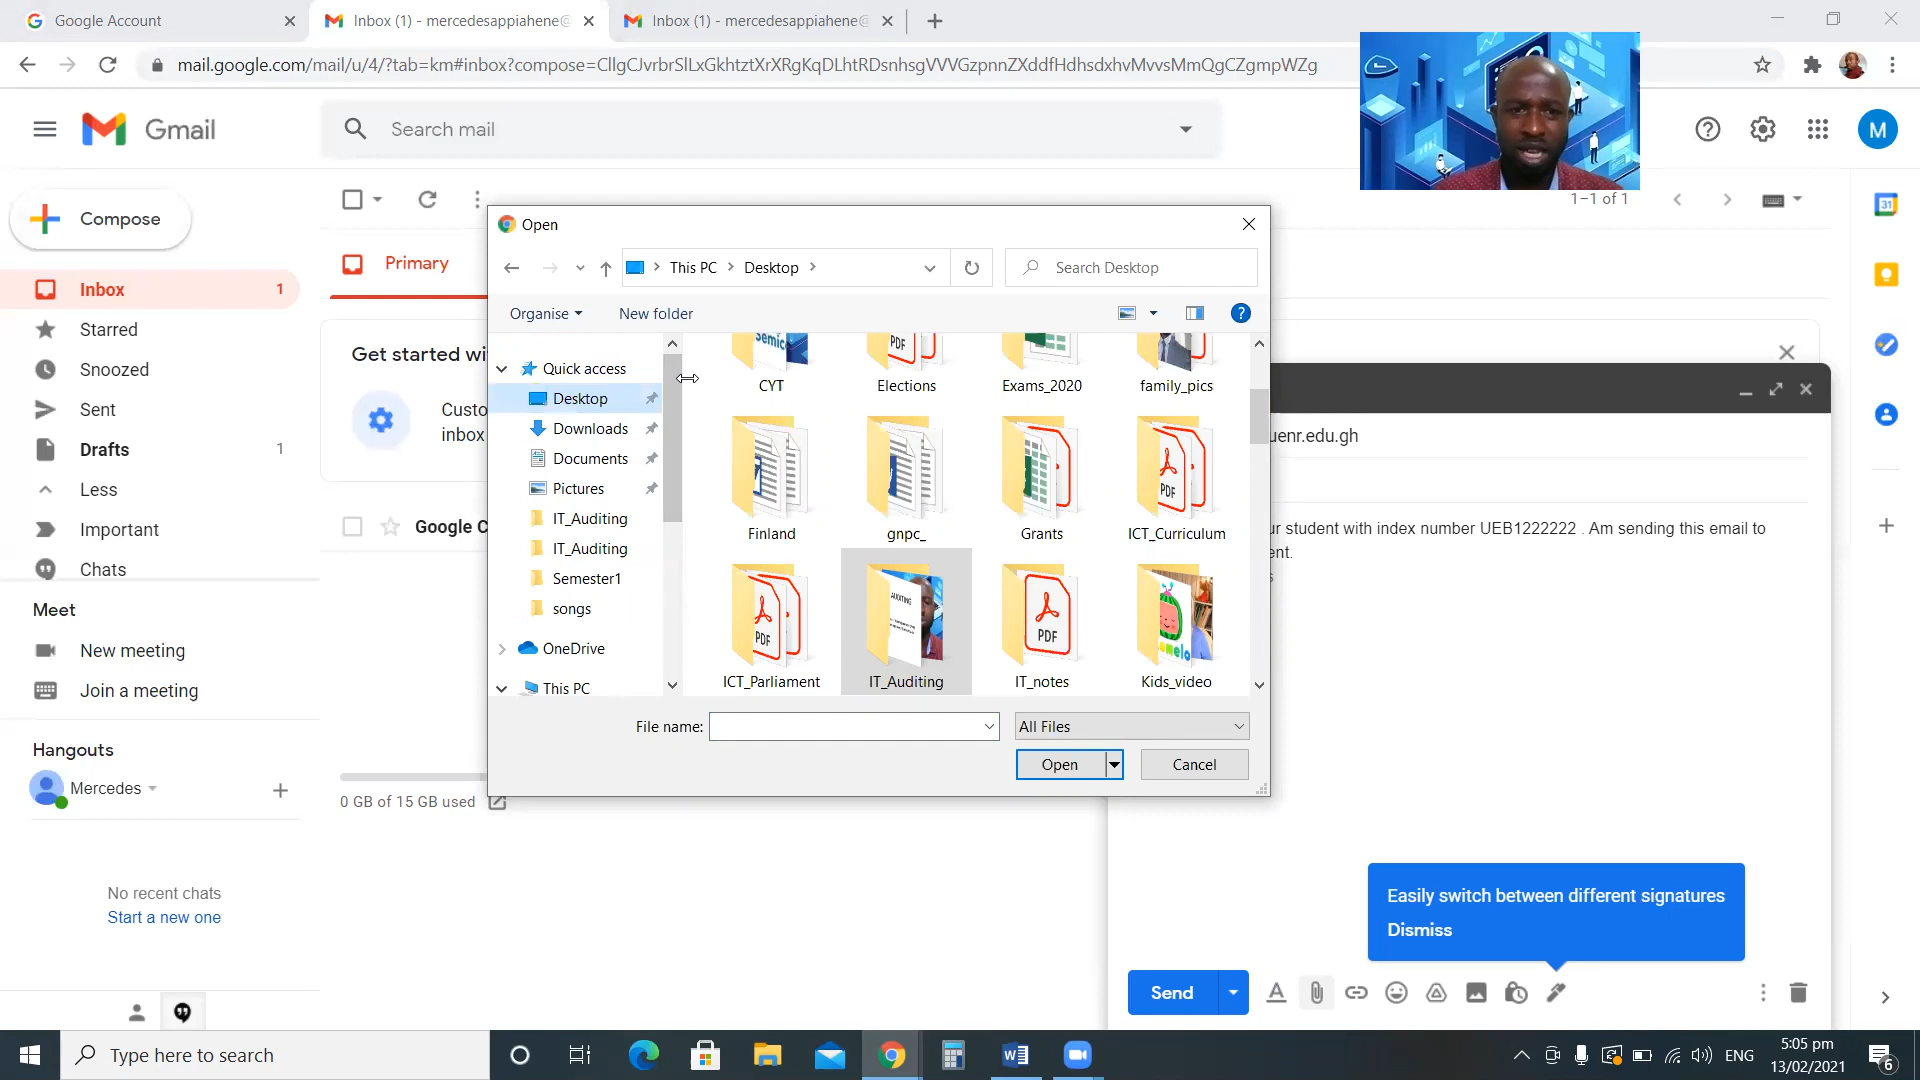 Google Account
Inbox (1) - mercedesappiahene@
Inbox (1) - mercedesappiahene@
mail.google.com/mail/u/4/?tab=km#inbox?compose=CllgCJvrbrSlLxGkhtztXrXRgKqDLhtRDsnhsgVVVGzpnnZXddfHdhsdxhvMvvsMmQgCZgmpWZg
Gmail
Search mail
M
Compose
1–1 of 1
31
Primary
Inbox 1
Starred
Snoozed
Sent
Drafts 1
Less
Important
Chats
Meet
New meeting
Join a meeting
Hangouts
Mercedes
No recent chats
Start a new one
Get started wi
Custo
inbox
Google C
0 GB of 15 GB used
Open
This PC
Desktop
Search Desktop
Organise
New folder
Quick access
Desktop
Downloads
Documents
Pictures
IT_Auditing
IT_Auditing
Semester1
songs
OneDrive
This PC
CYT
Elections
Exams_2020
family_pics
PDF
Finland
gnpc_
Grants
ICT_Curriculum
PDF
AUDITING
PDF
ICT_Parliament
IT_Auditing
IT_notes
Kids_video
File name:
All Files
Open
Cancel
uenr.edu.gh
ur student with index number UEB1222222 . Am sending this email to
ent.
s
Easily switch between different signatures
Dismiss
Send
Type here to search
ENG
5:05 pm
13/02/2021
6